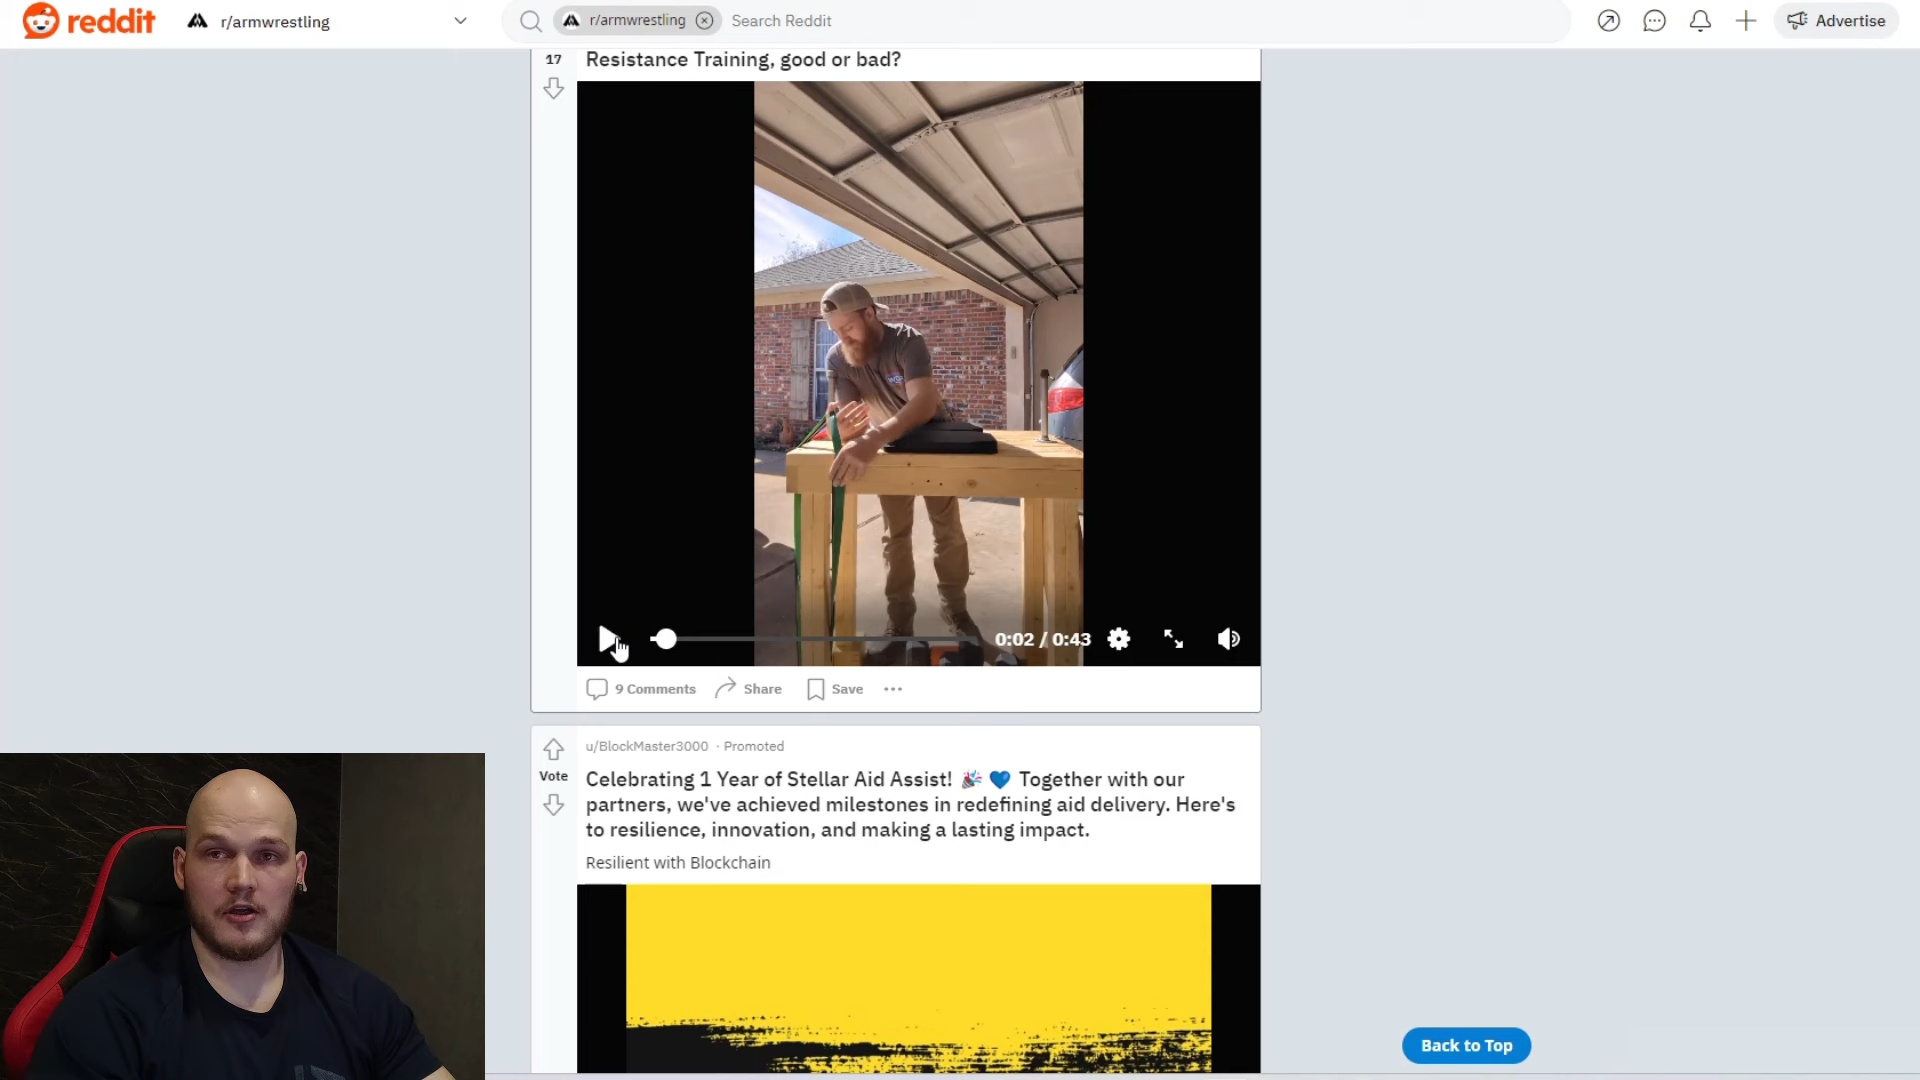 reddit
r/armwrestling
r/armwrestling
Search Reddit
Advertise
17
Resistance Training, good or bad?
0:02 / 0:43
9 Comments
Share
Save
u/BlockMaster3000 · Promoted
Vote
Celebrating 1 Year of Stellar Aid Assist! 🎉 💙 Together with our
partners, we've achieved milestones in redefining aid delivery. Here's
to resilience, innovation, and making a lasting impact.
Resilient with Blockchain
Back to Top